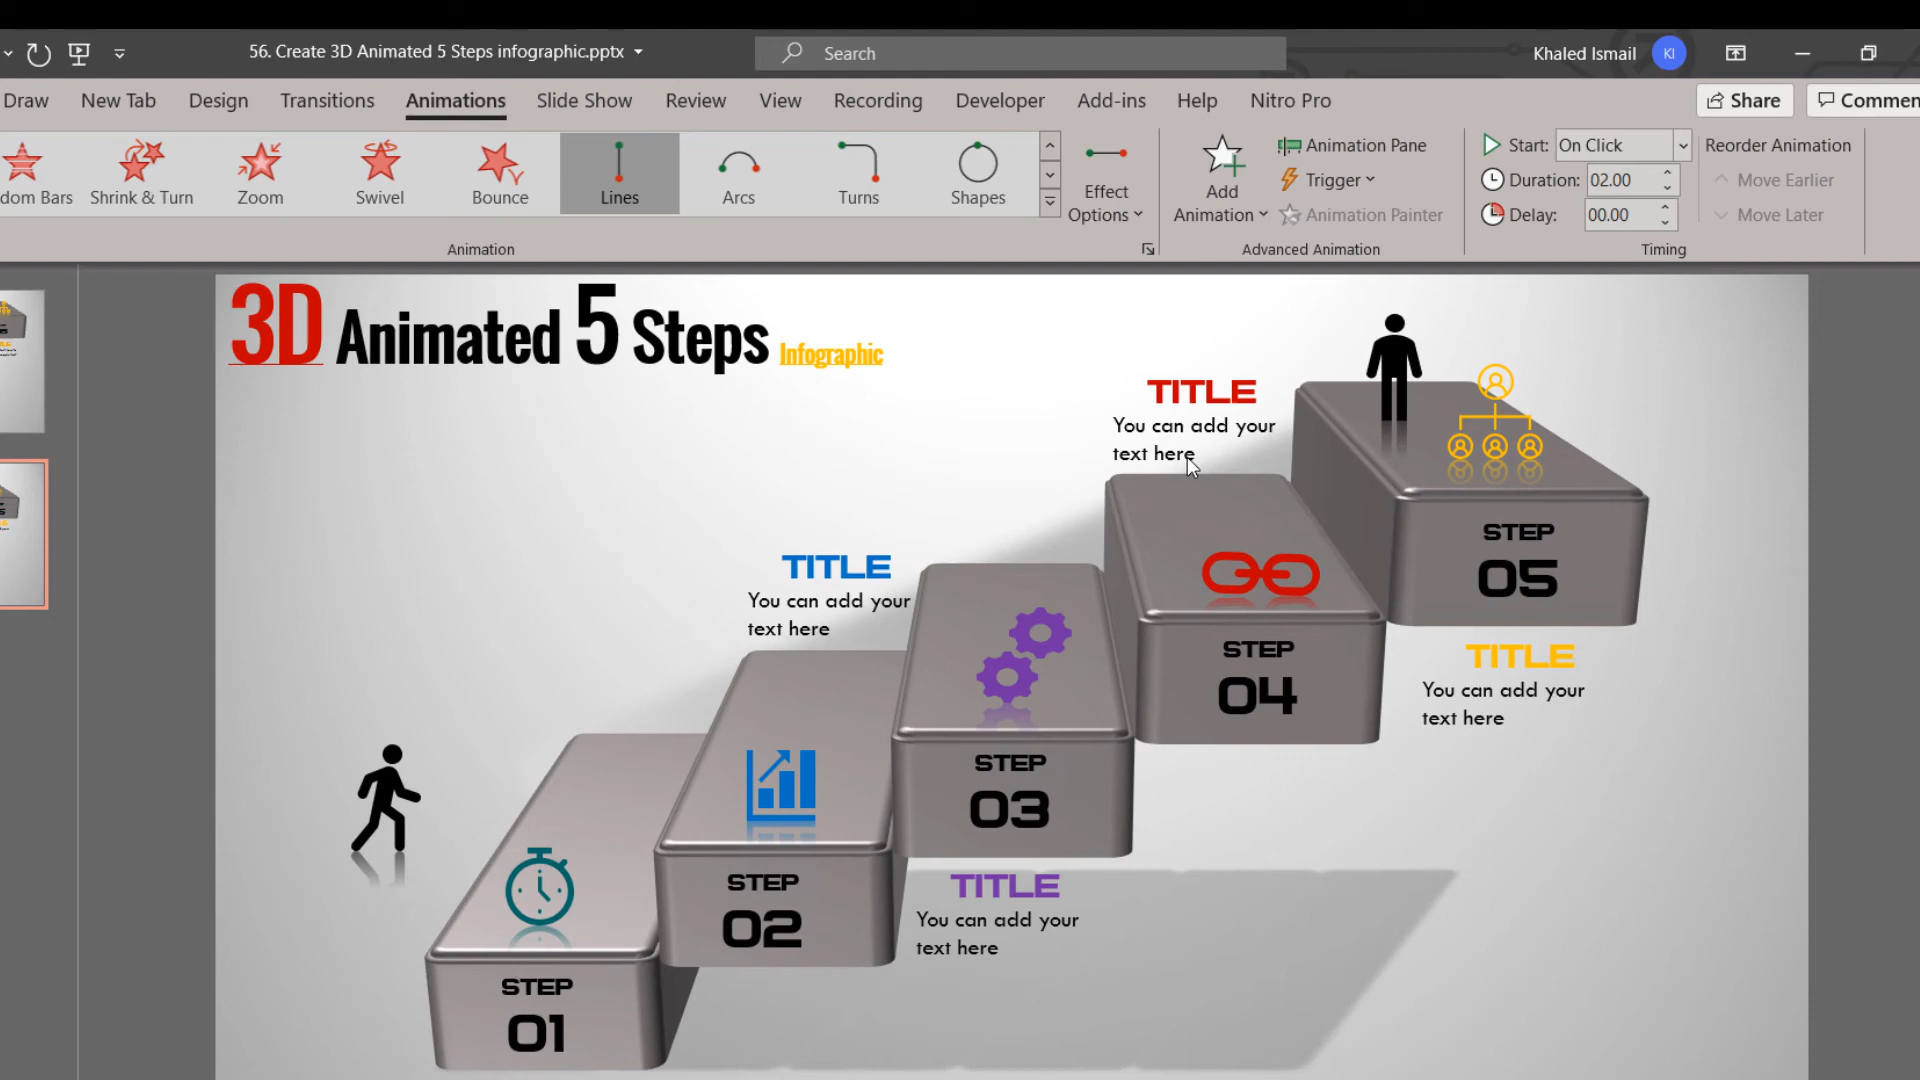 56. Create 3D Animated 5 Steps infographic.pptx
Search
Khaled Ismail
KI
Draw New Tab Design Transitions Animations Slide Show Review View Recording Developer Add-ins Help Nitro Pro
Share
Commen
dom Bars Shrink & Turn Zoom Swivel Bounce Lines Arcs Turns Shapes
Effect
Options
Add
Animation
Animation Pane
Trigger
Animation Painter
Start: On Click
Duration: 02.00
Delay: 00.00
Reorder Animation
Move Earlier
Move Later
Animation
Advanced Animation
Timing
3D Animated 5 Steps Infographic
TITLE
You can add your
text here
TITLE
You can add your
text here
STEP
05
STEP
04
TITLE
You can add your
text here
STEP
03
STEP
02
TITLE
You can add your
text here
STEP
01